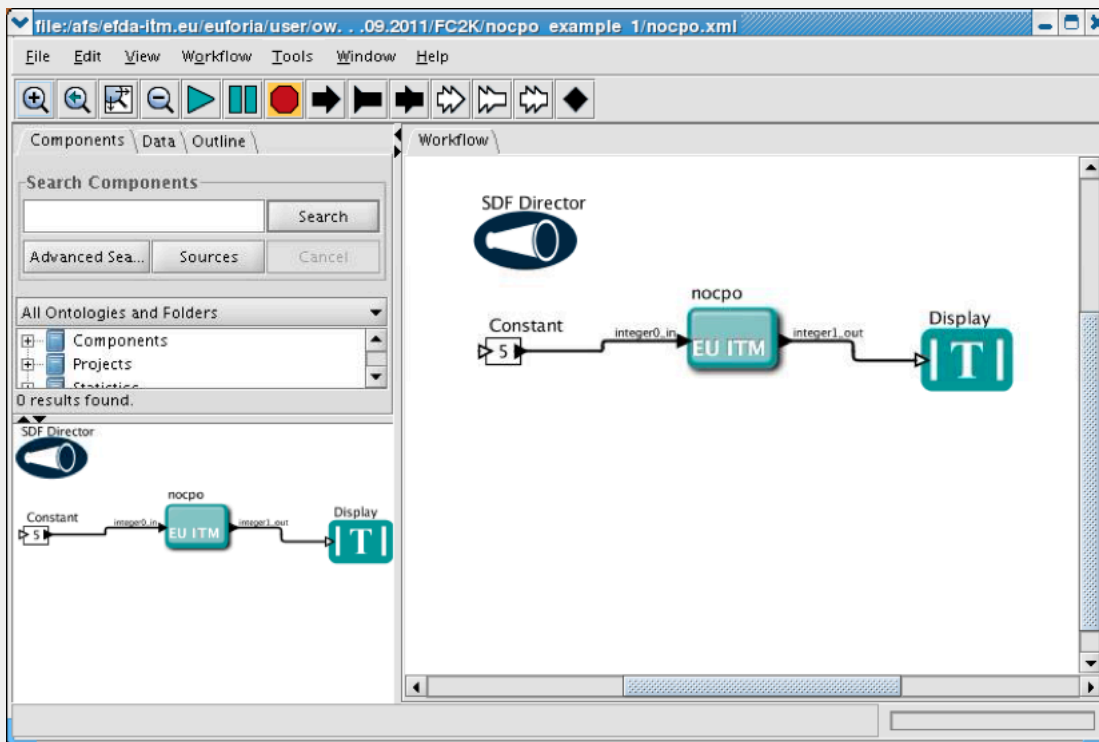 file:/afs/efda-itm.eu/euforia/user/ow. . .09.2011/FC2K/nocpo_example_1/nocpo.xml
File Edit View Workflow Tools Window Help
Components Data Outline
Workflow
Search Components
Search
Advanced Sea... Sources Cancel
All Ontologies and Folders
Components
Projects
Statistics
0 results found.
SDF Director
nocpo
Constant
5
integer0_in
EU ITM
integer1_out
Display
T
SDF Director
nocpo
Constant
5
integer0_in
EU ITM
integer1_out
Display
T